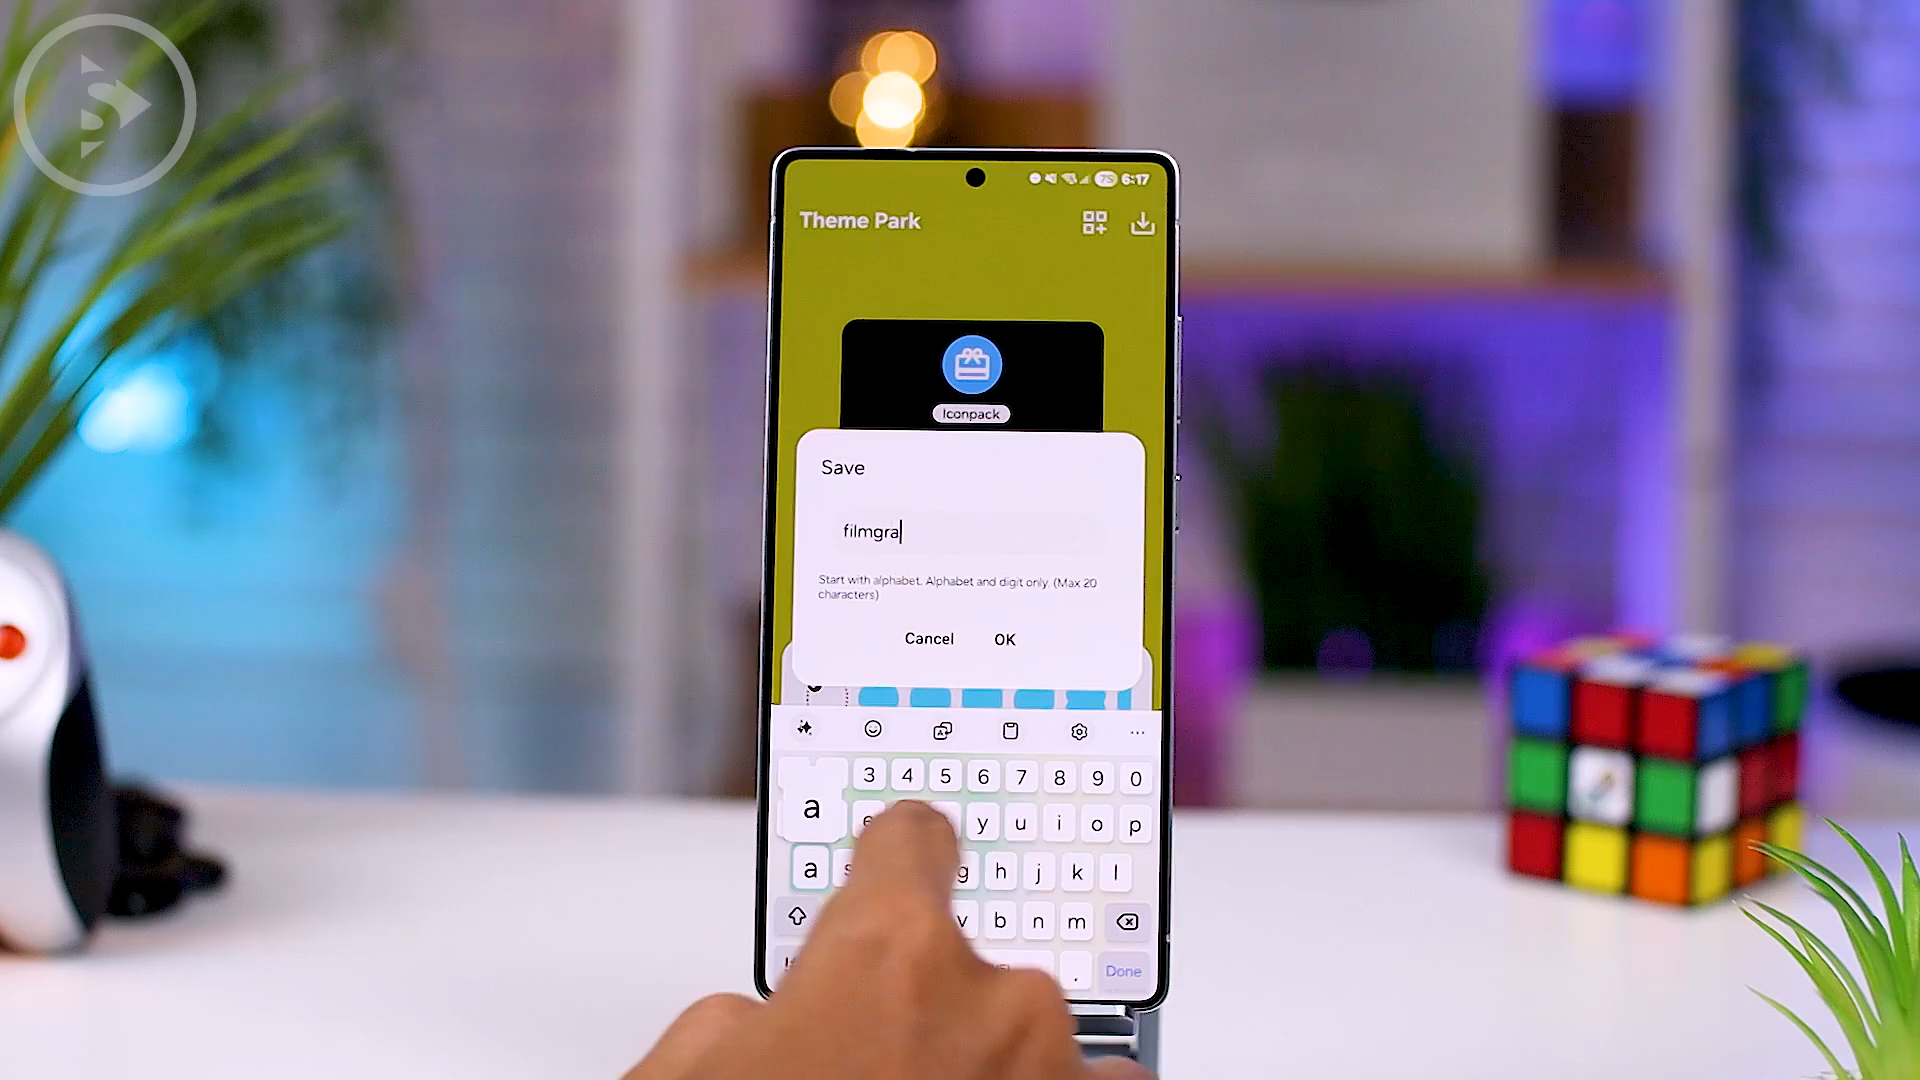 S
75 6:17
Theme Park
Iconpack
Save
filmgra
Start with alphabet. Alphabet and digit only. (Max 20
characters)
Cancel OK
3 4 5 6 7 8 9 0
a
e y u i o p
a s g h j k l
v b n m
. Done